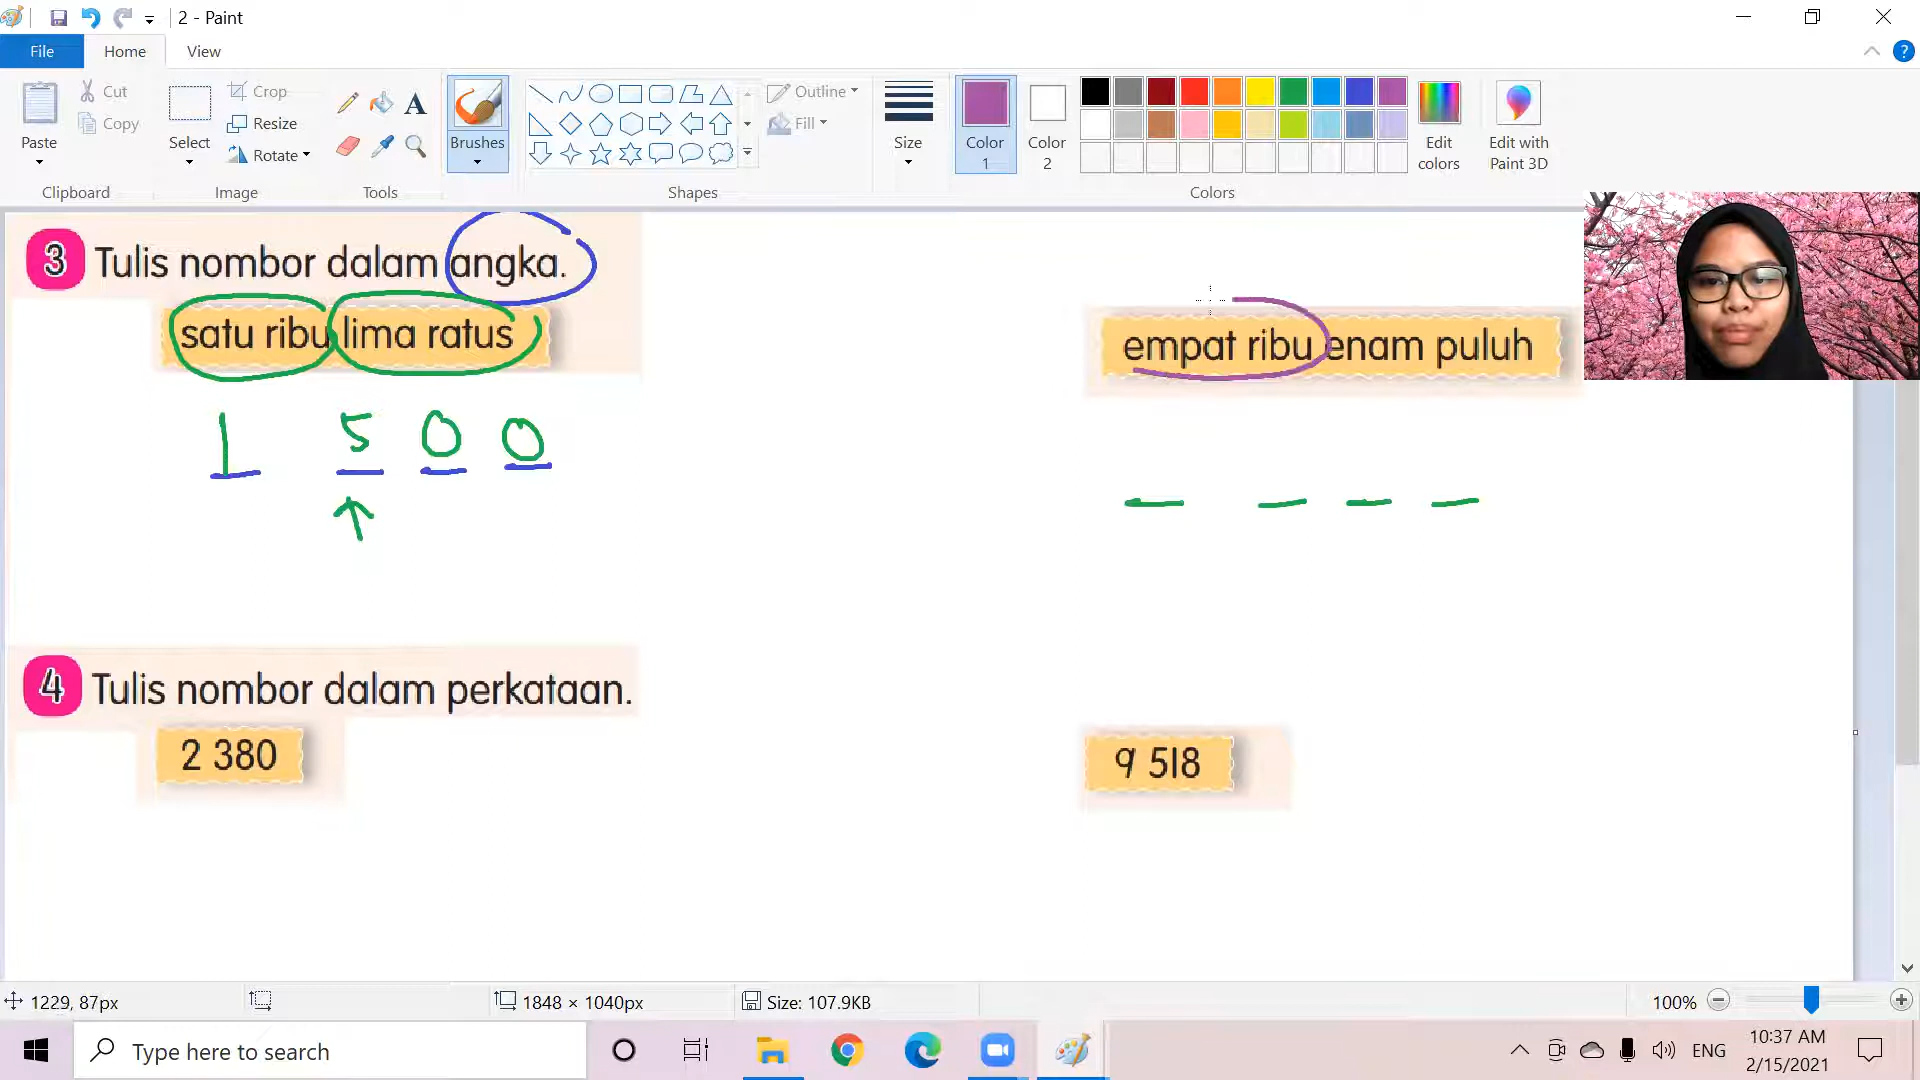 2 - Paint
File Home View
Paste Cut Copy Clipboard
Select Crop Resize Rotate Image
Tools
Brushes
Outline Fill Shapes
Size
Color 1
Color 2
Edit colors
Edit with Paint 3D
Colors
3 Tulis nombor dalam angka.
satu ribu lima ratus
empat ribu enam puluh
1 5 0 0
4 Tulis nombor dalam perkataan.
2 380
9 518
1229, 87px
1848 × 1040px
Size: 107.9KB
100%
Type here to search
ENG
10:37 AM
2/15/2021